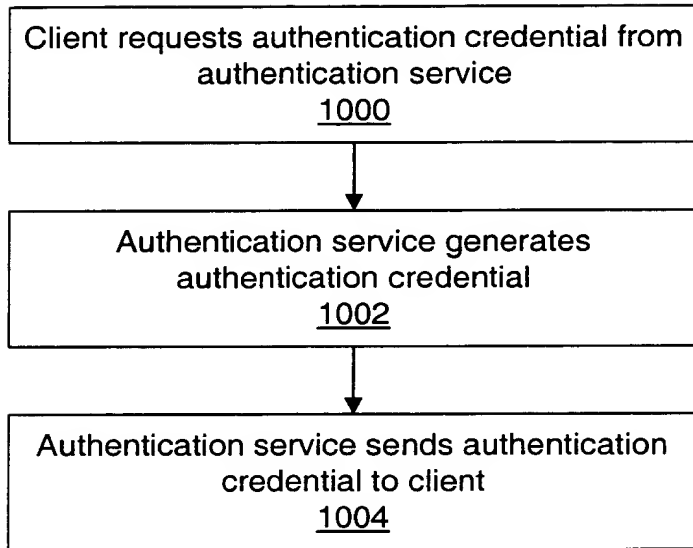 Client requests authentication credential from
authentication service
1000
Authentication service generates
authentication credential
1002
Authentication service sends authentication
credential to client
1004